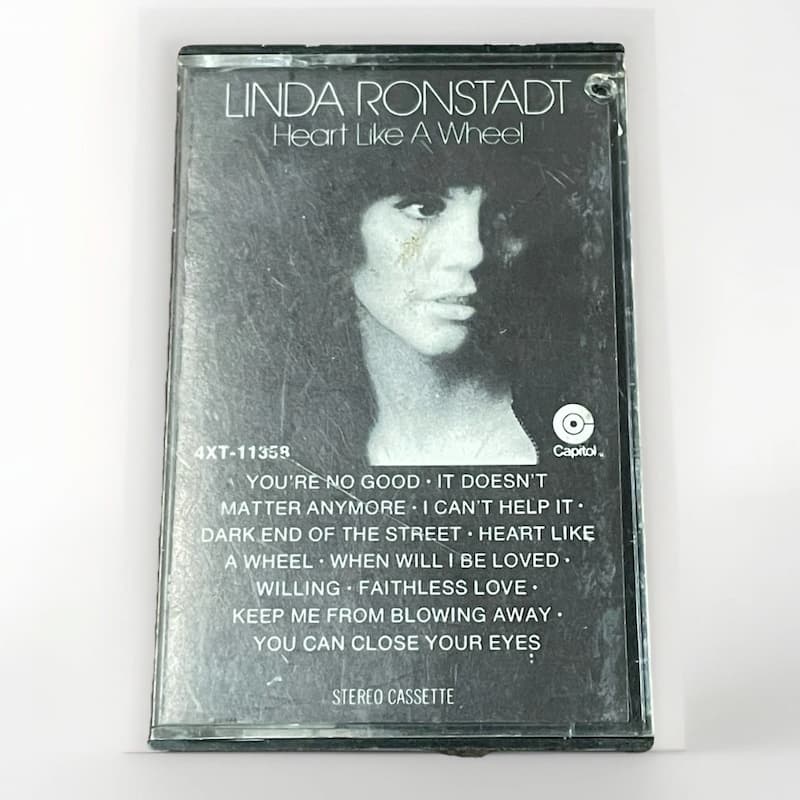 LINDA RONSTADT
Heart Like A Wheel
4XT-11358
Capitol
YOU'RE NO GOOD · IT DOESN'T
MATTER ANYMORE · I CAN'T HELP IT ·
DARK END OF THE STREET · HEART LIKE
A WHEEL · WHEN WILL I BE LOVED ·
WILLING · FAITHLESS LOVE ·
KEEP ME FROM BLOWING AWAY ·
YOU CAN CLOSE YOUR EYES
STEREO CASSETTE